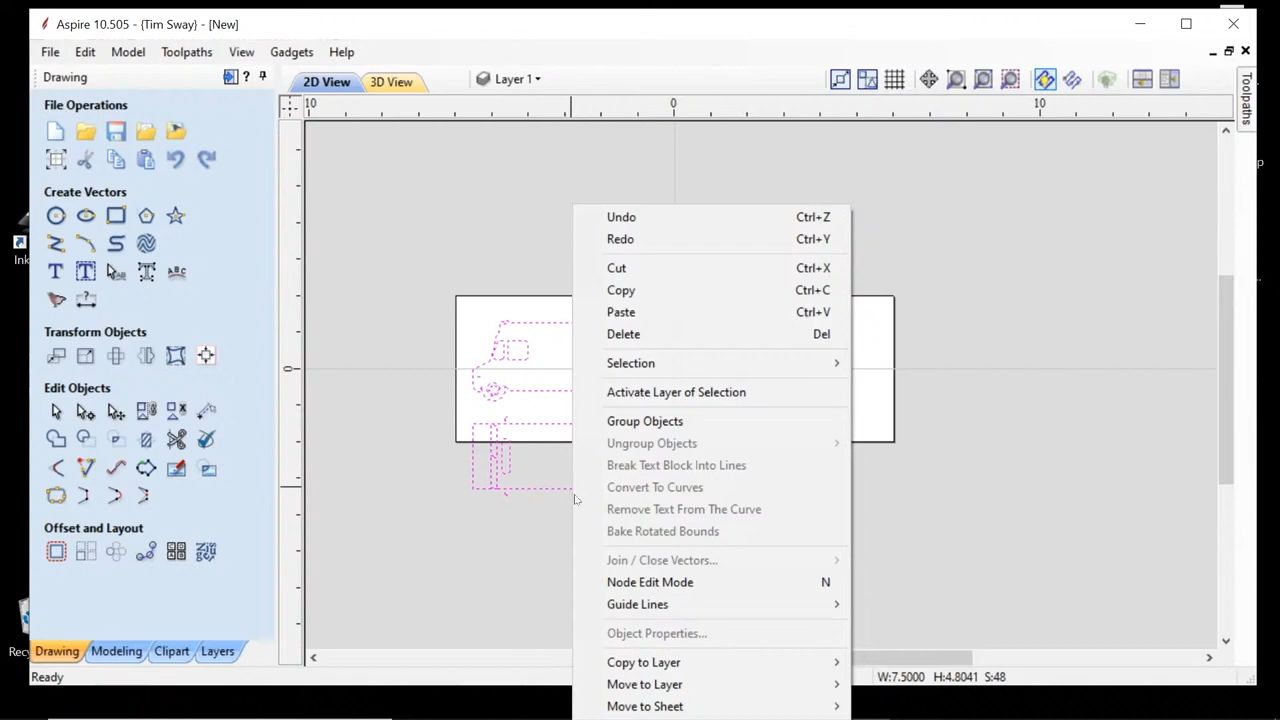 Aspire 10.505 - {Tim Sway} - [New]
File Edit Model Toolpaths View Gadgets Help
Drawing ?
2D View 3D View Layer 1
10 0 10
Toolpaths
File Operations
Create Vectors
Transform Objects
Edit Objects
Offset and Layout
0
Undo Ctrl+Z
Redo Ctrl+Y
Cut Ctrl+X
Copy Ctrl+C
Paste Ctrl+V
Delete Del
Selection
Activate Layer of Selection
Group Objects
Ungroup Objects
Break Text Block Into Lines
Convert To Curves
Remove Text From The Curve
Bake Rotated Bounds
Join / Close Vectors...
Node Edit Mode N
Guide Lines
Object Properties...
Copy to Layer
Move to Layer
Move to Sheet
Ink
Recy
Drawing Modeling Clipart Layers
Ready
W:7.5000 H:4.8041 S:48